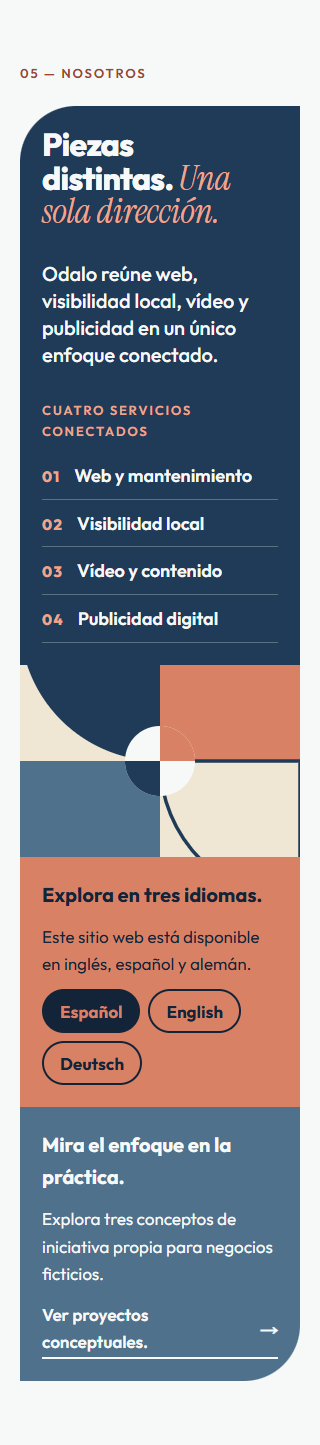 05 — NOSOTROS
Piezas
distintas. Una
sola dirección.
Odalo reúne web,
visibilidad local, vídeo y
publicidad en un único
enfoque conectado.
CUATRO SERVICIOS
CONECTADOS
01 Web y mantenimiento
02 Visibilidad local
03 Vídeo y contenido
04 Publicidad digital
Explora en tres idiomas.
Este sitio web está disponible
en inglés, español y alemán.
Español English
Deutsch
Mira el enfoque en la
práctica.
Explora tres conceptos de
iniciativa propia para negocios
ficticios.
Ver proyectos
conceptuales. →